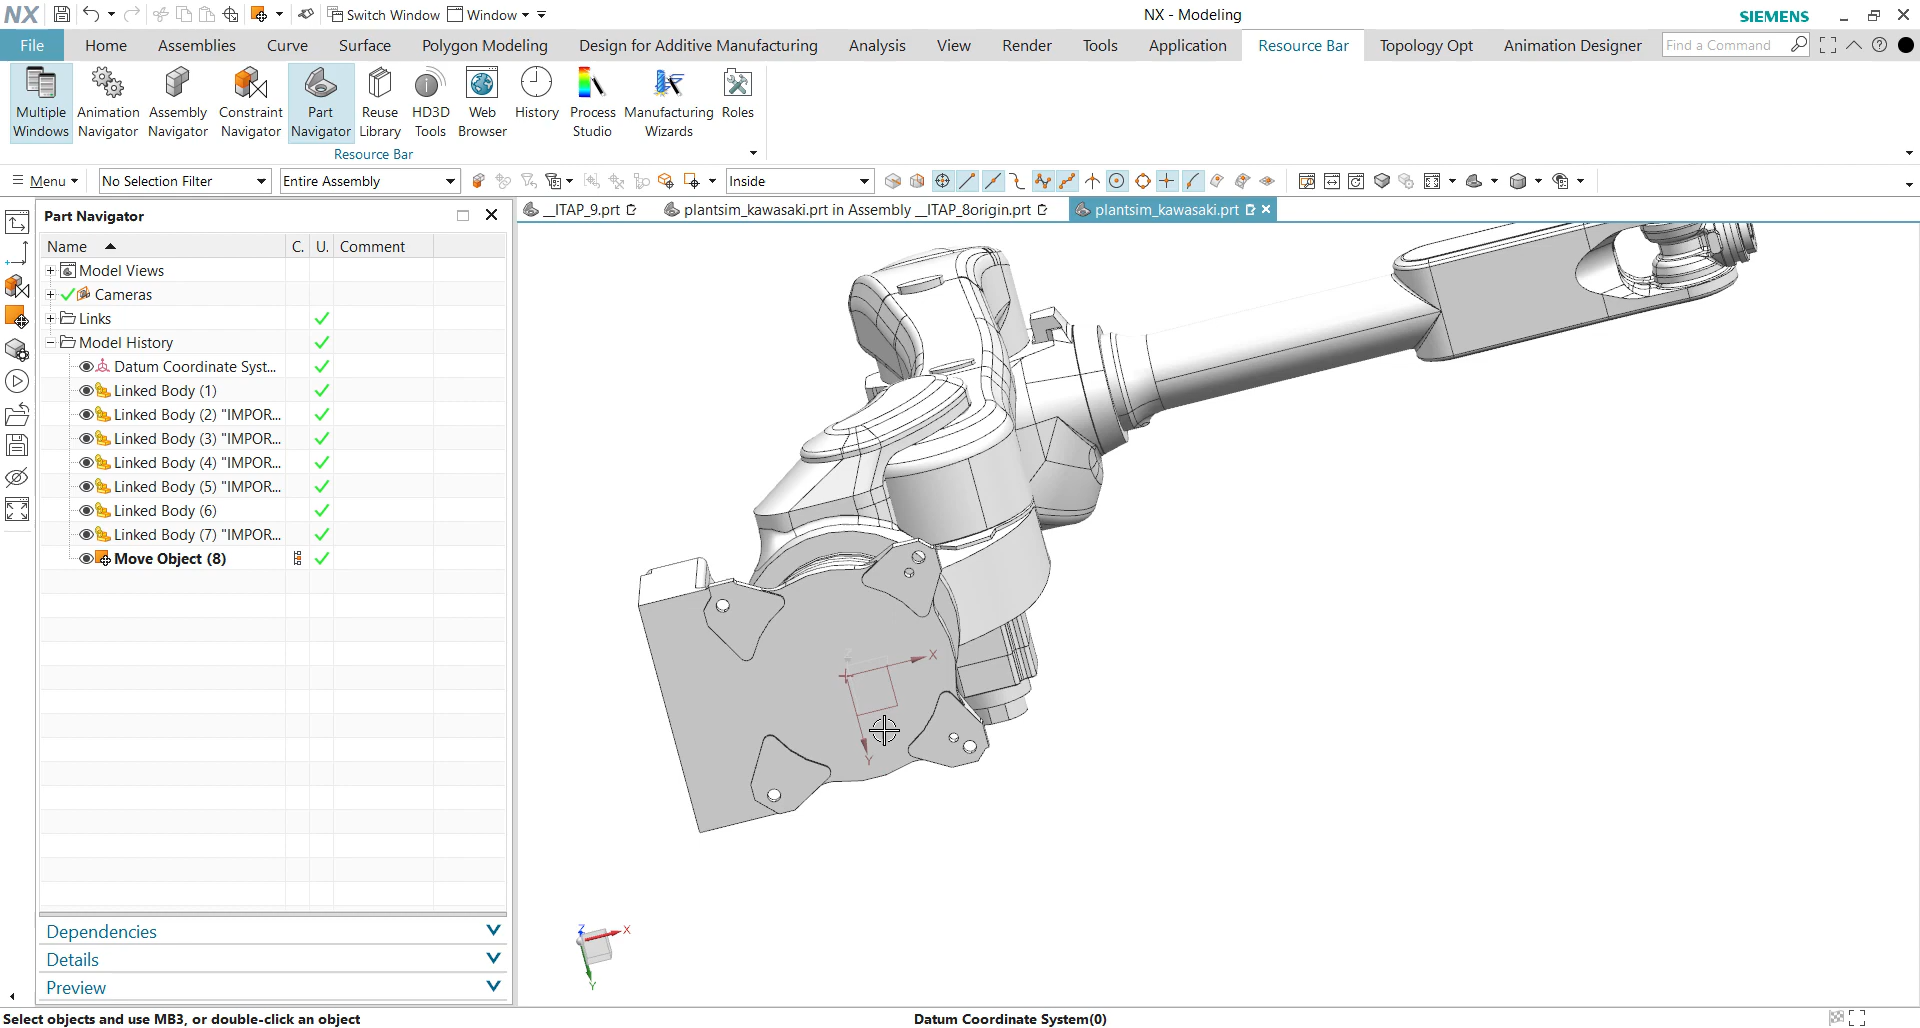 NX
Switch Window
Window
NX - Modeling
SIEMENS
File
Home
Assemblies
Curve
Surface
Polygon Modeling
Design for Additive Manufacturing
Analysis
View
Render
Tools
Application
Resource Bar
Topology Opt
Animation Designer
Find a Command
Multiple Windows
Animation Navigator
Assembly Navigator
Constraint Navigator
Part Navigator
Reuse Library
HD3D Tools
Web Browser
History
Process Studio
Manufacturing Wizards
Roles
Resource Bar
Menu
No Selection Filter
Entire Assembly
Inside
Part Navigator
__ITAP_9.prt
plantsim_kawasaki.prt in Assembly __ITAP_8origin.prt
plantsim_kawasaki.prt
Name
C.
U.
Comment
Model Views
Cameras
Links
Model History
Datum Coordinate Syst...
Linked Body (1)
Linked Body (2) "IMPOR...
Linked Body (3) "IMPOR...
Linked Body (4) "IMPOR...
Linked Body (5) "IMPOR...
Linked Body (6)
Linked Body (7) "IMPOR...
Move Object (8)
Z
X
Y
Z
X
Y
Dependencies
Details
Preview
Select objects and use MB3, or double-click an object
Datum Coordinate System(0)